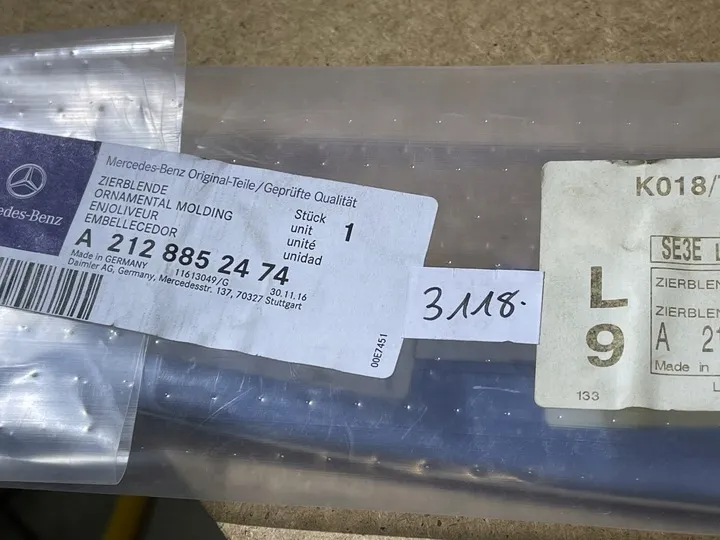 Mercedes-Benz Original-Teile/Geprüfte Qualität
edes-Benz
ZIERBLENDE
ORNAMENTAL MOLDING
ENJOLIVEUR
EMBELLECEDOR
Stück
unit
unité
unidad
1
A 212 885 24 74
Made in GERMANY 11613049/G 30.11.16
Daimler AG, Germany, Mercedesstr. 137, 70327 Stuttgart
00E7451
3118.
K018/
SE3E L
L
9
ZIERBLEN
ZIERBLEN
A 21
Made in
L
133